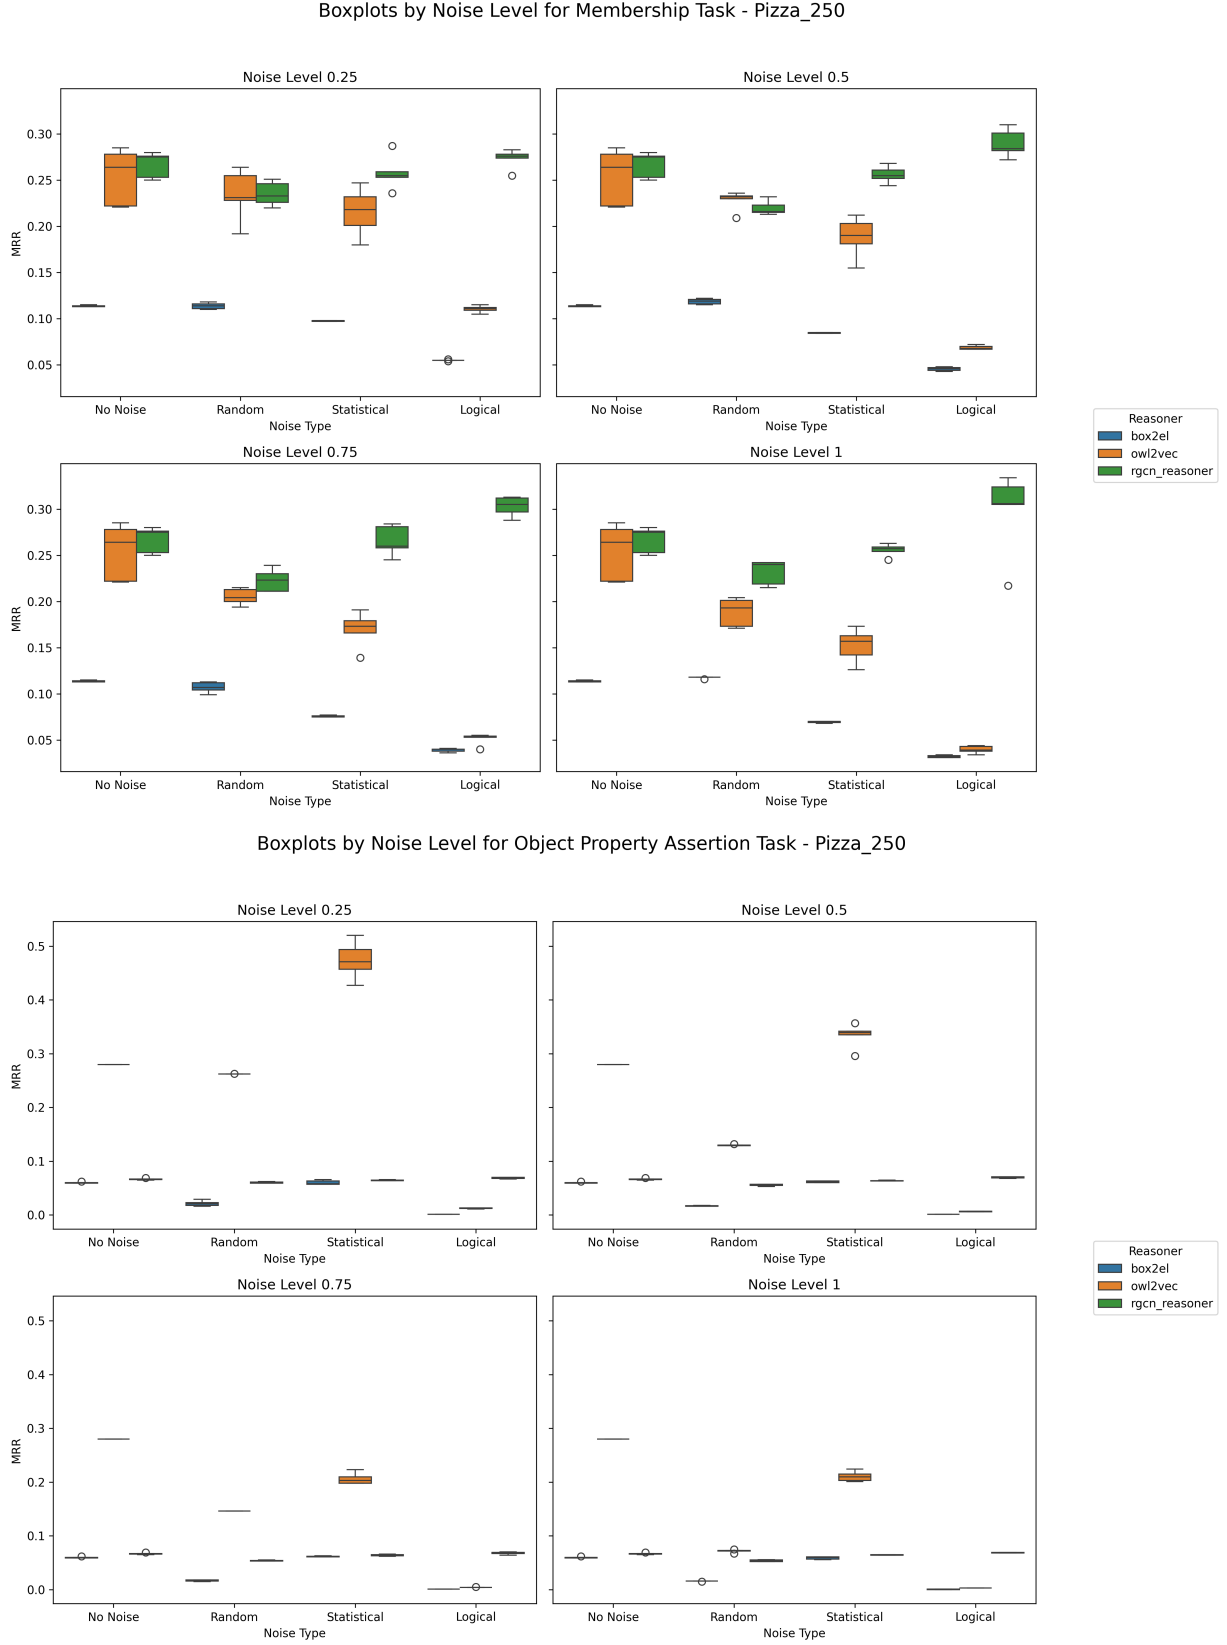 Boxplots by Noise Level for Membership Task - Pizza_250
Noise Level 0.25
Noise Level 0.5
MRR
0.30
0.25
0.20
0.15
0.10
0.05
No Noise
Random
Statistical
Logical
Noise Type
No Noise
Random
Statistical
Logical
Noise Type
Reasoner
box2el
owl2vec
rgcn_reasoner
Noise Level 0.75
Noise Level 1
MRR
0.30
0.25
0.20
0.15
0.10
0.05
No Noise
Random
Statistical
Logical
Noise Type
No Noise
Random
Statistical
Logical
Noise Type
Boxplots by Noise Level for Object Property Assertion Task - Pizza_250
Noise Level 0.25
Noise Level 0.5
MRR
0.5
0.4
0.3
0.2
0.1
0.0
No Noise
Random
Statistical
Logical
Noise Type
No Noise
Random
Statistical
Logical
Noise Type
Reasoner
box2el
owl2vec
rgcn_reasoner
Noise Level 0.75
Noise Level 1
MRR
0.5
0.4
0.3
0.2
0.1
0.0
No Noise
Random
Statistical
Logical
Noise Type
No Noise
Random
Statistical
Logical
Noise Type